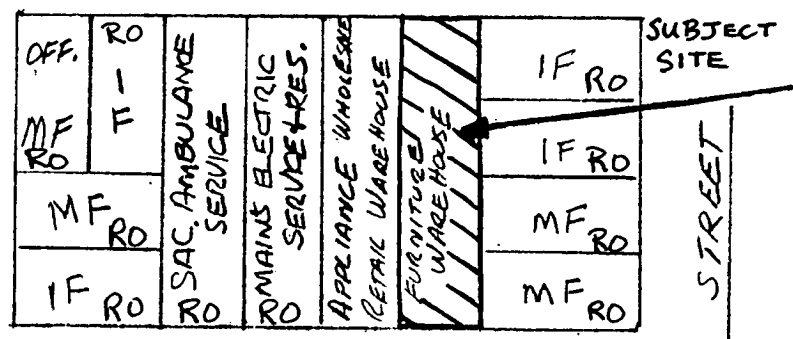 OFF.
MF
RO
RO
IF
MF
RO
IF
RO
SAC. AMBULANCE
SERVICE
RO
MAINS ELECTRIC
SERVICE & RES.
RO
APPLIANCE WHOLESALE
RETAIL WAREHOUSE
FURNITURE
WAREHOUSE
IF RO
IF RO
MF RO
MF RO
SUBJECT
SITE
STREET